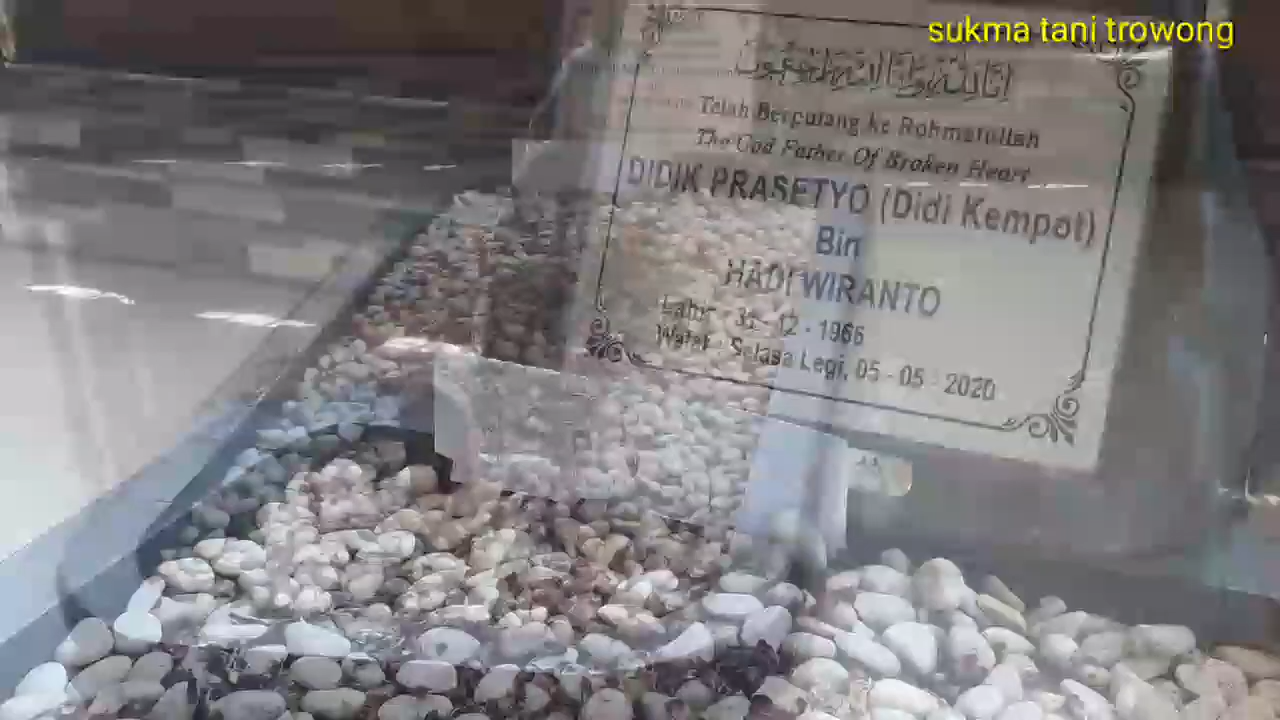 sukma tani trowong
Telah Berpulang ke Rohmatullah
The God Father Of Broken Heart
DIDIK PRASETYO (Didi Kempot)
Bin
HADI WIRANTO
Lahir : 31 - 12 - 1966
Wafat : Selasa Legi, 05 - 05 - 2020